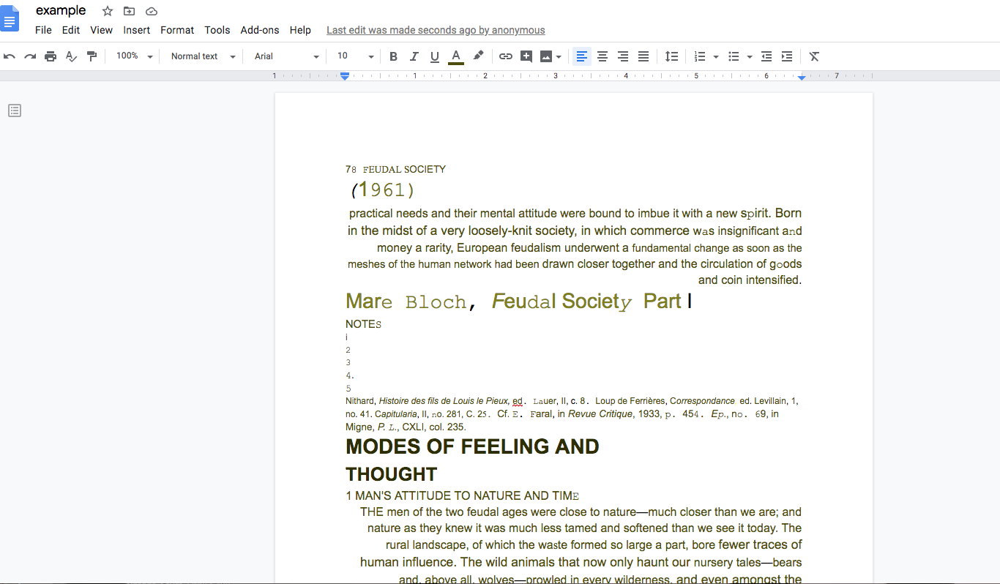 example
File Edit View Insert Format Tools Add-ons Help Last edit was made seconds ago by anonymous
100% Normal text Arial 10 B I U A
1 1 2 3 4 5 6 7
78 FEUDAL SOCIETY
(1961)
practical needs and their mental attitude were bound to imbue it with a new spirit. Born
in the midst of a very loosely-knit society, in which commerce was insignificant and
money a rarity, European feudalism underwent a fundamental change as soon as the
meshes of the human network had been drawn closer together and the circulation of goods
and coin intensified.
Mare Bloch, Feudal Society Part l
NOTES
i
2
3
4.
5
Nithard, Histoire des fils de Louis le Pieux, ed. Lauer, II, c. 8. Loup de Ferrières, Correspondance, ed. Levillain, 1,
no. 41. Capitularia, II, no. 281, C. 25. Cf. E. Faral, in Revue Critique, 1933, p. 454. Ep., no. 69, in
Migne, P. L., CXLI, col. 235.
MODES OF FEELING AND
THOUGHT
1 MAN'S ATTITUDE TO NATURE AND TIME
THE men of the two feudal ages were close to nature—much closer than we are; and
nature as they knew it was much less tamed and softened than we see it today. The
rural landscape, of which the waste formed so large a part, bore fewer traces of
human influence. The wild animals that now only haunt our nursery tales—bears
and, above all, wolves—prowled in every wilderness, and even amongst the